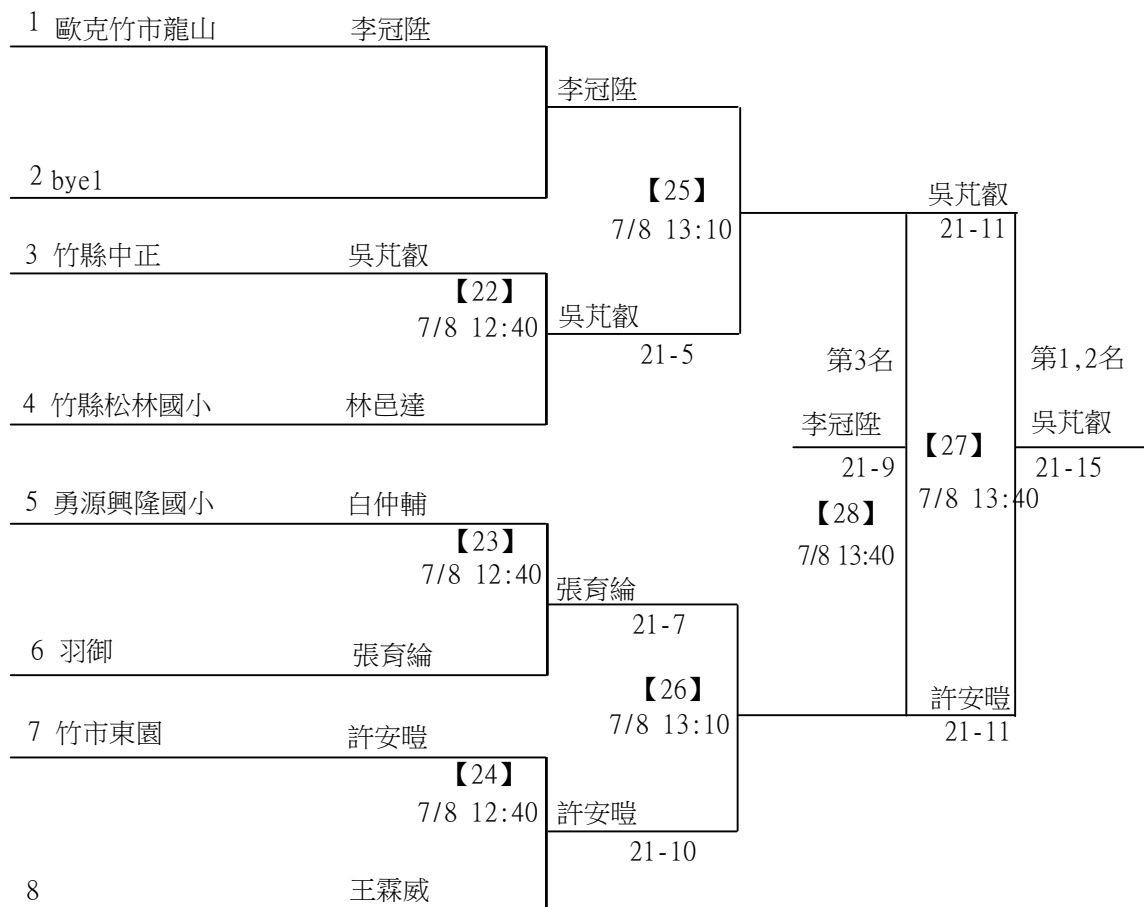 1 歐克竹市龍山 李冠陞
李冠陞
2 bye1
【25】
7/8 13:10
吳芃叡
21-11
3 竹縣中正 吳芃叡
【22】
7/8 12:40
吳芃叡
21-5
第3名
第1,2名
4 竹縣松林國小 林邑達
李冠陞
21-9
【27】
7/8 13:40
吳芃叡
21-15
【28】
7/8 13:40
5 勇源興隆國小 白仲輔
【23】
7/8 12:40
張育綸
21-7
6 羽御 張育綸
【26】
7/8 13:10
許安暟
21-11
7 竹市東園 許安暟
【24】
7/8 12:40
許安暟
21-10
8 王霖威